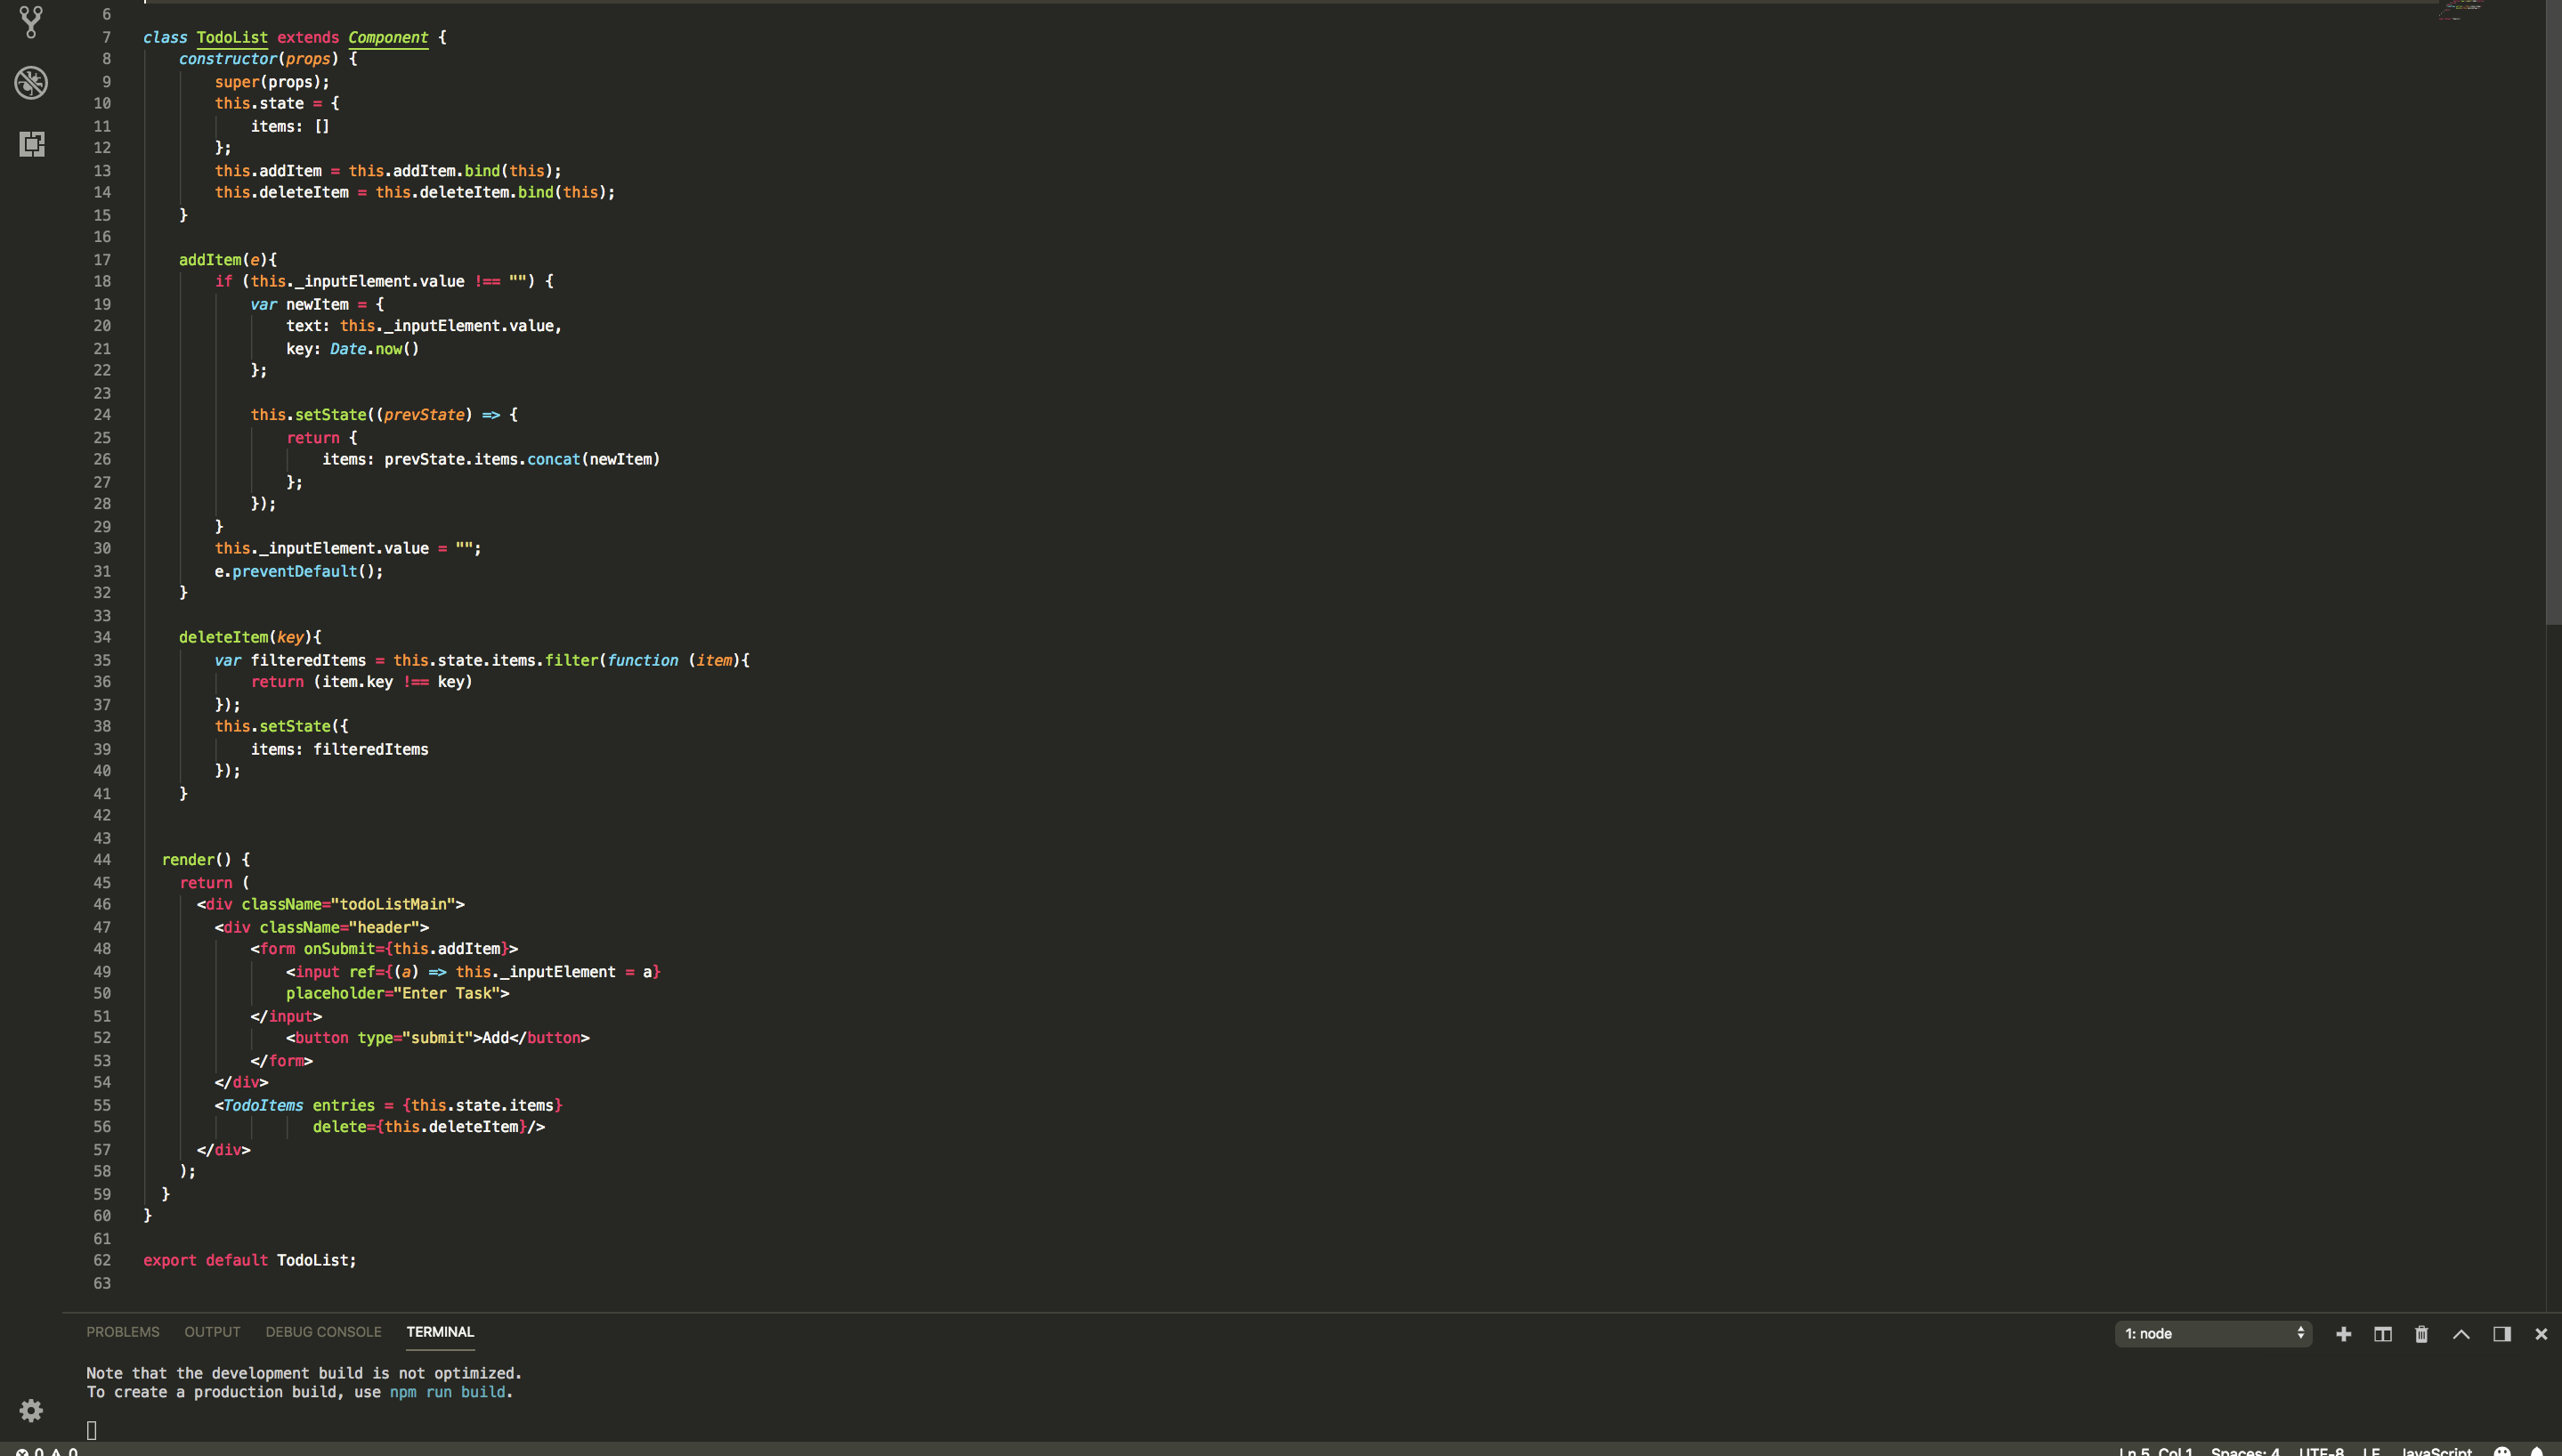 6
7 class TodoList extends Component {
8 constructor(props) {
9 super(props);
10 this.state = {
11 items: []
12 };
13 this.addItem = this.addItem.bind(this);
14 this.deleteItem = this.deleteItem.bind(this);
15 }
16
17 addItem(e){
18 if (this._inputElement.value !== "") {
19 var newItem = {
20 text: this._inputElement.value,
21 key: Date.now()
22 };
23
24 this.setState((prevState) => {
25 return {
26 items: prevState.items.concat(newItem)
27 };
28 });
29 }
30 this._inputElement.value = "";
31 e.preventDefault();
32 }
33
34 deleteItem(key){
35 var filteredItems = this.state.items.filter(function (item){
36 return (item.key !== key)
37 });
38 this.setState({
39 items: filteredItems
40 });
41 }
42
43
44 render() {
45 return (
46 <div className="todoListMain">
47 <div className="header">
48 <form onSubmit={this.addItem}>
49 <input ref={(a) => this._inputElement = a}
50 placeholder="Enter Task">
51 </input>
52 <button type="submit">Add</button>
53 </form>
54 </div>
55 <TodoItems entries = {this.state.items}
56 delete={this.deleteItem}/>
57 </div>
58 );
59 }
60 }
61
62 export default TodoList;
63
PROBLEMS OUTPUT DEBUG CONSOLE TERMINAL 1: node
Note that the development build is not optimized.
To create a production build, use npm run build.
0 0 Ln 5, Col 1 Spaces: 4 UTF-8 LF JavaScript